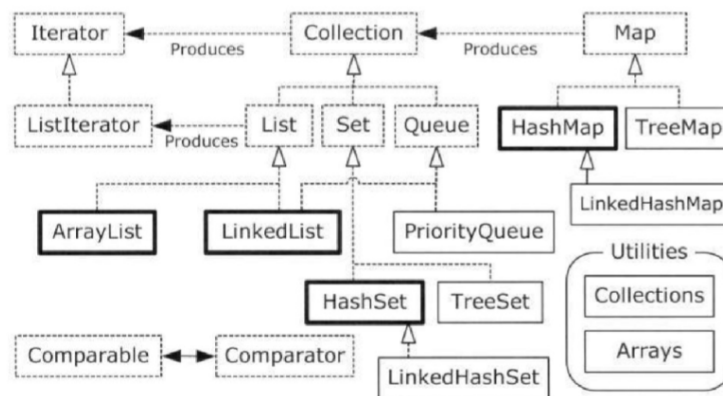 Iterator
Produces
Collection
Produces
Map
ListIterator
Produces
List
Set
Queue
HashMap
TreeMap
ArrayList
LinkedList
PriorityQueue
LinkedHashMap
Utilities
HashSet
TreeSet
Collections
Comparable
Comparator
Arrays
LinkedHashSet